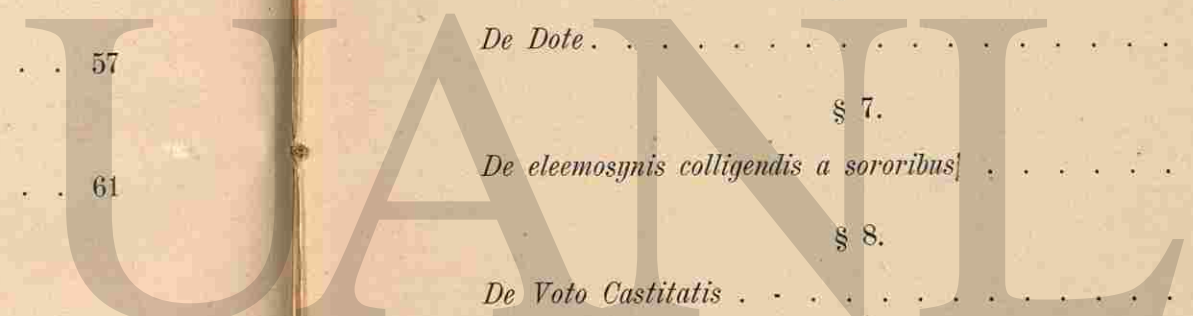 . . 57
. . 61
De Dote . . . . . . . . . . . . . . . . .
§ 7.
De eleemosynis colligendis a sororibus . . . . . .
§ 8.
De Voto Castitatis . . . . . . . . . . . . .
UANL